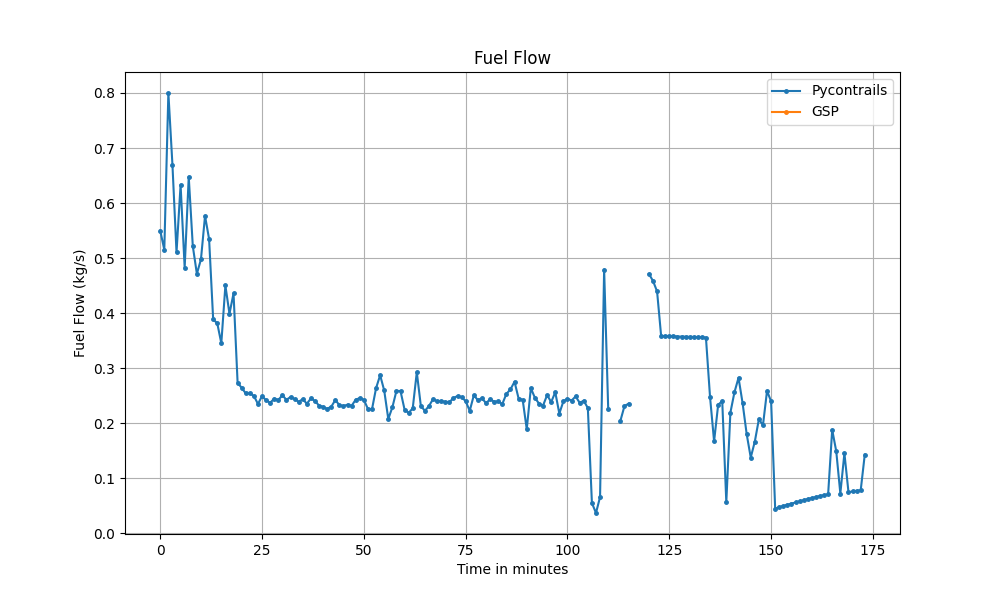 Fuel Flow
Pycontrails
GSP
Fuel Flow (kg/s)
0.8
0.7
0.6
0.5
0.4
0.3
0.2
0.1
0.0
0 25 50 75 100 125 150 175
Time in minutes